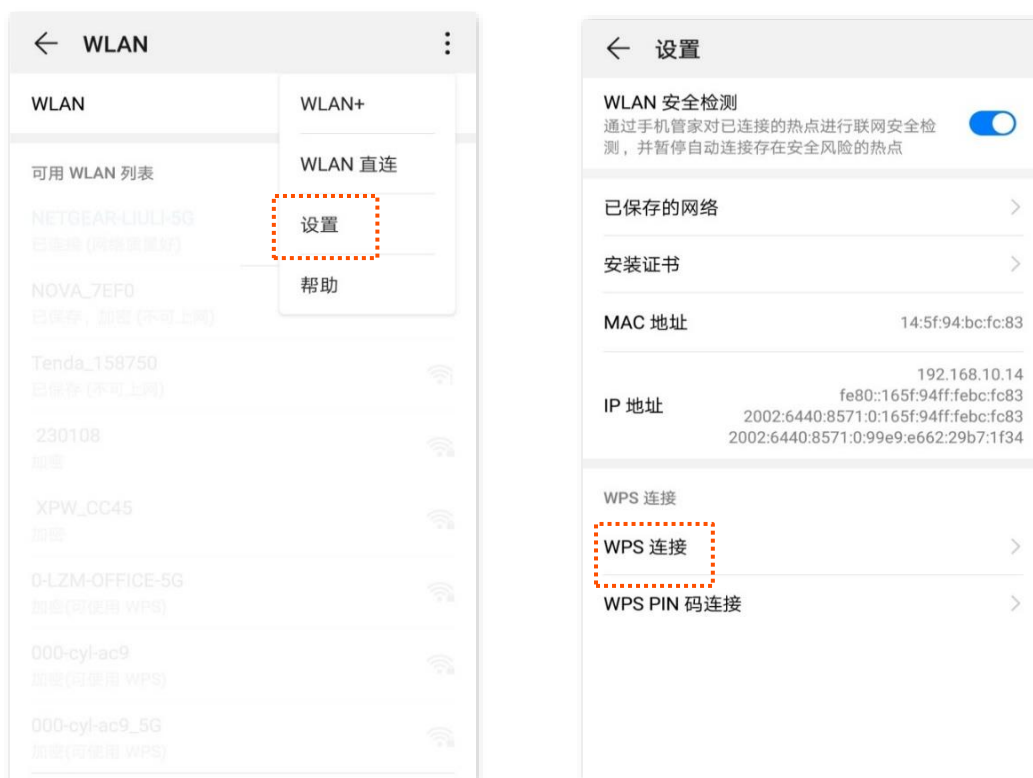 WLAN
WLAN
WLAN+
WLAN 直连
设置
帮助
可用 WLAN 列表
NETGEAR-LIULI-5G
NOVA_7EF0
已保存，加密 (不可上网)
Tenda_158750
已保存 (不可上网)
230108
加密
XPW_CC45
加密
0-LZM-OFFICE-5G
加密(可使用 WPS)
000-cyl-ac9
加密(可使用 WPS)
000-cyl-ac9_5G
加密(可使用 WPS)
设置
WLAN 安全检测
通过手机管家对已连接的热点进行联网安全检
测，并暂停自动连接存在安全风险的热点
已保存的网络
安装证书
MAC 地址
14:5f:94:bc:fc:83
IP 地址
192.168.10.14
fe80::165f:94ff:febc:fc83
2002:6440:8571:0:165f:94ff:febc:fc83
2002:6440:8571:0:99e9:e662:29b7:1f34
WPS 连接
WPS 连接
WPS PIN 码连接